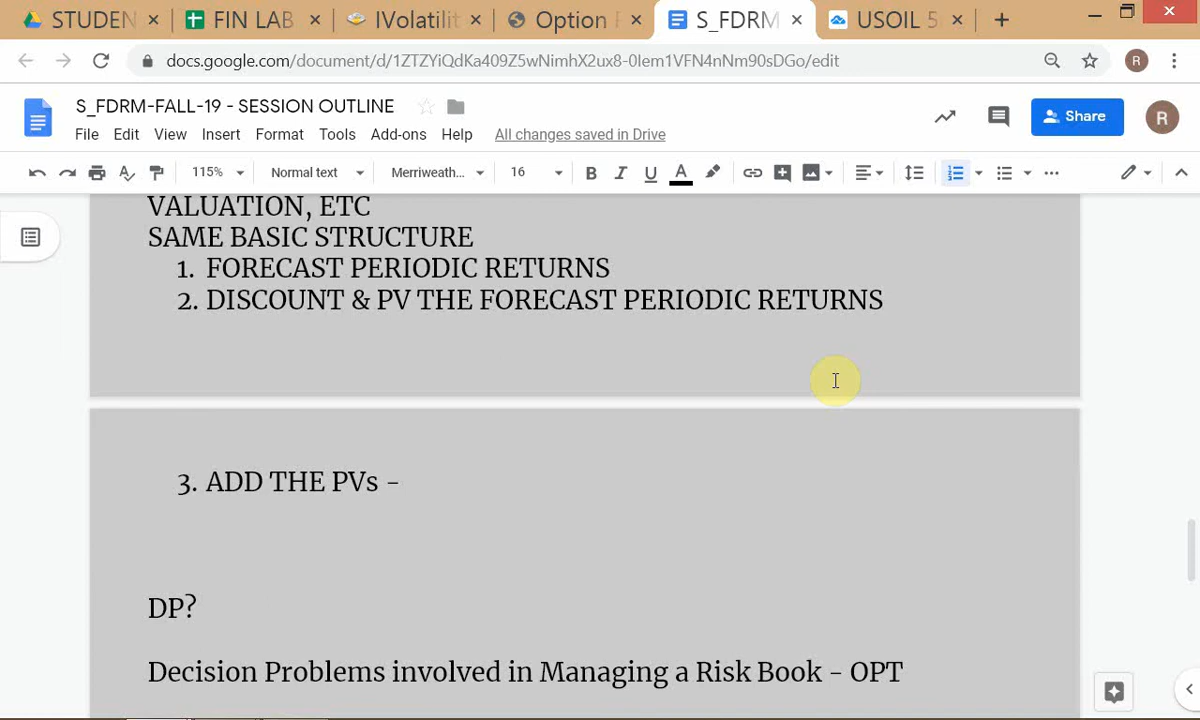 STUDEN
FIN LAB
IVolatilit
Option
S_FDRM
USOIL 5
docs.google.com/document/d/1ZTZYiQdKa409Z5wNimhX2ux8-0Iem1VFN4nNm90sDGo/edit
R
S_FDRM-FALL-19 - SESSION OUTLINE
Share
R
File Edit View Insert Format Tools Add-ons Help All changes saved in Drive
115% Normal text Merriweath... 16 B I U A
VALUATION, ETC
SAME BASIC STRUCTURE
1. FORECAST PERIODIC RETURNS
2. DISCOUNT & PV THE FORECAST PERIODIC RETURNS
3. ADD THE PVs -
DP?
Decision Problems involved in Managing a Risk Book - OPT